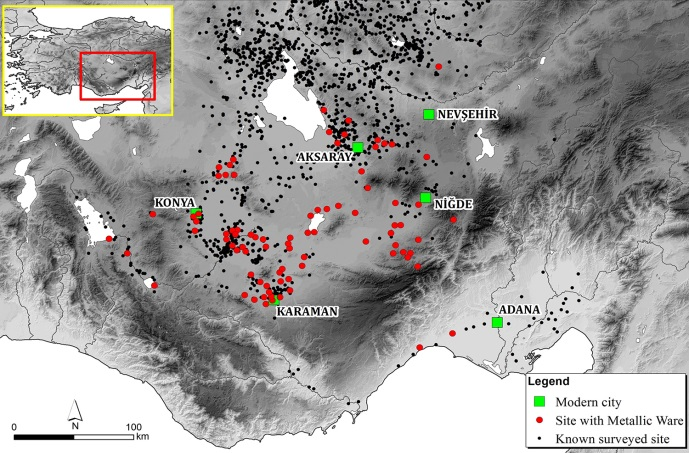 NEVŞEHİR
AKSARAY
KONYA
NİĞDE
KARAMAN
ADANA
Legend
Modern city
Site with Metallic Ware
Known surveyed site
N
0 100
km